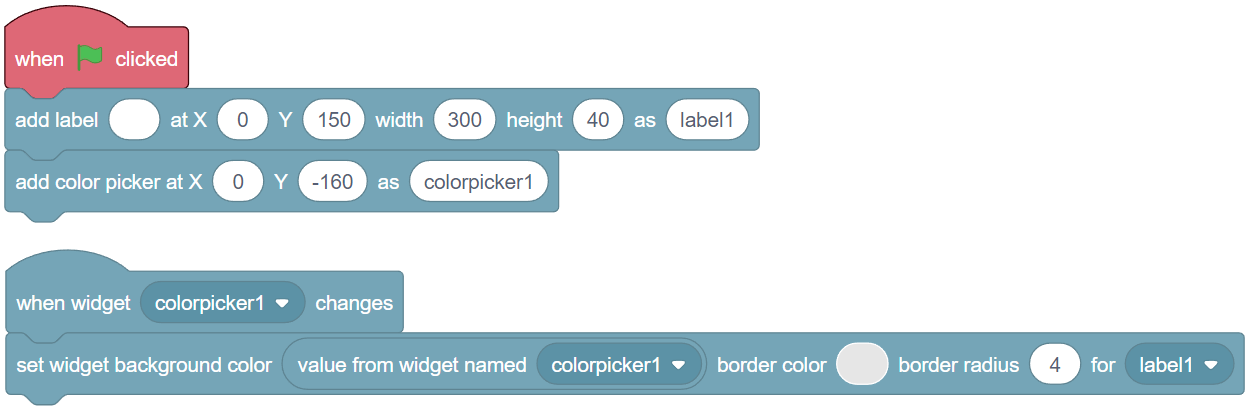 when clicked
add label at X 0 Y 150 width 300 height 40 as label1
add color picker at X 0 Y -160 as colorpicker1
when widget colorpicker1 changes
set widget background color value from widget named colorpicker1 border color border radius 4 for label1